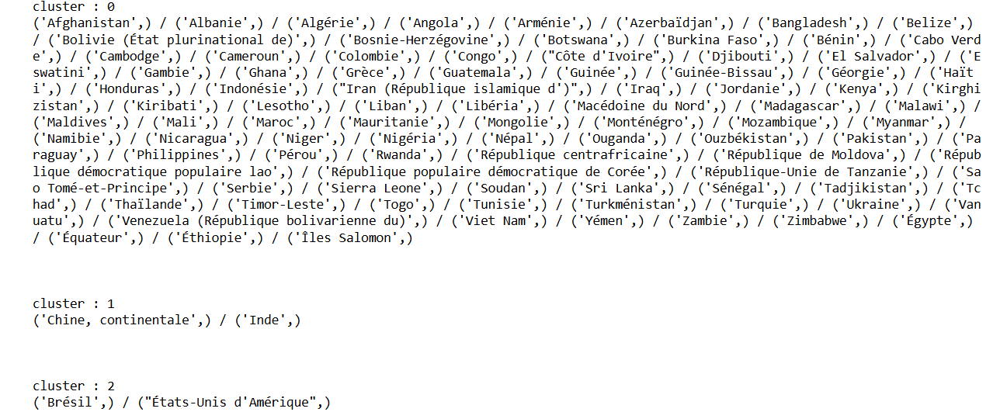 cluster : 0
('Afghanistan',) / ('Albanie',) / ('Algérie',) / ('Angola',) / ('Arménie',) / ('Azerbaïdjan',) / ('Bangladesh',) / ('Belize',)
/ ('Bolivie (État plurinational de)',) / ('Bosnie-Herzégovine',) / ('Botswana',) / ('Burkina Faso',) / ('Bénin',) / ('Cabo Verd
e',) / ('Cambodge',) / ('Cameroun',) / ('Colombie',) / ('Congo',) / ("Côte d'Ivoire",) / ('Djibouti',) / ('El Salvador',) / ('E
swatini',) / ('Gambie',) / ('Ghana',) / ('Grèce',) / ('Guatemala',) / ('Guinée',) / ('Guinée-Bissau',) / ('Géorgie',) / ('Haït
i',) / ('Honduras',) / ('Indonésie',) / ("Iran (République islamique d')",) / ('Iraq',) / ('Jordanie',) / ('Kenya',) / ('Kirghi
zistan',) / ('Kiribati',) / ('Lesotho',) / ('Liban',) / ('Libéria',) / ('Macédoine du Nord',) / ('Madagascar',) / ('Malawi',) /
('Maldives',) / ('Mali',) / ('Maroc',) / ('Mauritanie',) / ('Mongolie',) / ('Monténégro',) / ('Mozambique',) / ('Myanmar',) /
('Namibie',) / ('Nicaragua',) / ('Niger',) / ('Nigéria',) / ('Népal',) / ('Ouganda',) / ('Ouzbékistan',) / ('Pakistan',) / ('Pa
raguay',) / ('Philippines',) / ('Pérou',) / ('Rwanda',) / ('République centrafricaine',) / ('République de Moldova',) / ('Répub
lique démocratique populaire lao',) / ('République populaire démocratique de Corée',) / ('République-Unie de Tanzanie',) / ('Sa
o Tomé-et-Principe',) / ('Serbie',) / ('Sierra Leone',) / ('Soudan',) / ('Sri Lanka',) / ('Sénégal',) / ('Tadjikistan',) / ('Tc
had',) / ('Thaïlande',) / ('Timor-Leste',) / ('Togo',) / ('Tunisie',) / ('Turkménistan',) / ('Turquie',) / ('Ukraine',) / ('Van
uatu',) / ('Venezuela (République bolivarienne du)',) / ('Viet Nam',) / ('Yémen',) / ('Zambie',) / ('Zimbabwe',) / ('Égypte',)
/ ('Équateur',) / ('Éthiopie',) / ('Îles Salomon',)
cluster : 1
('Chine, continentale',) / ('Inde',)
cluster : 2
('Brésil',) / ("États-Unis d'Amérique",)